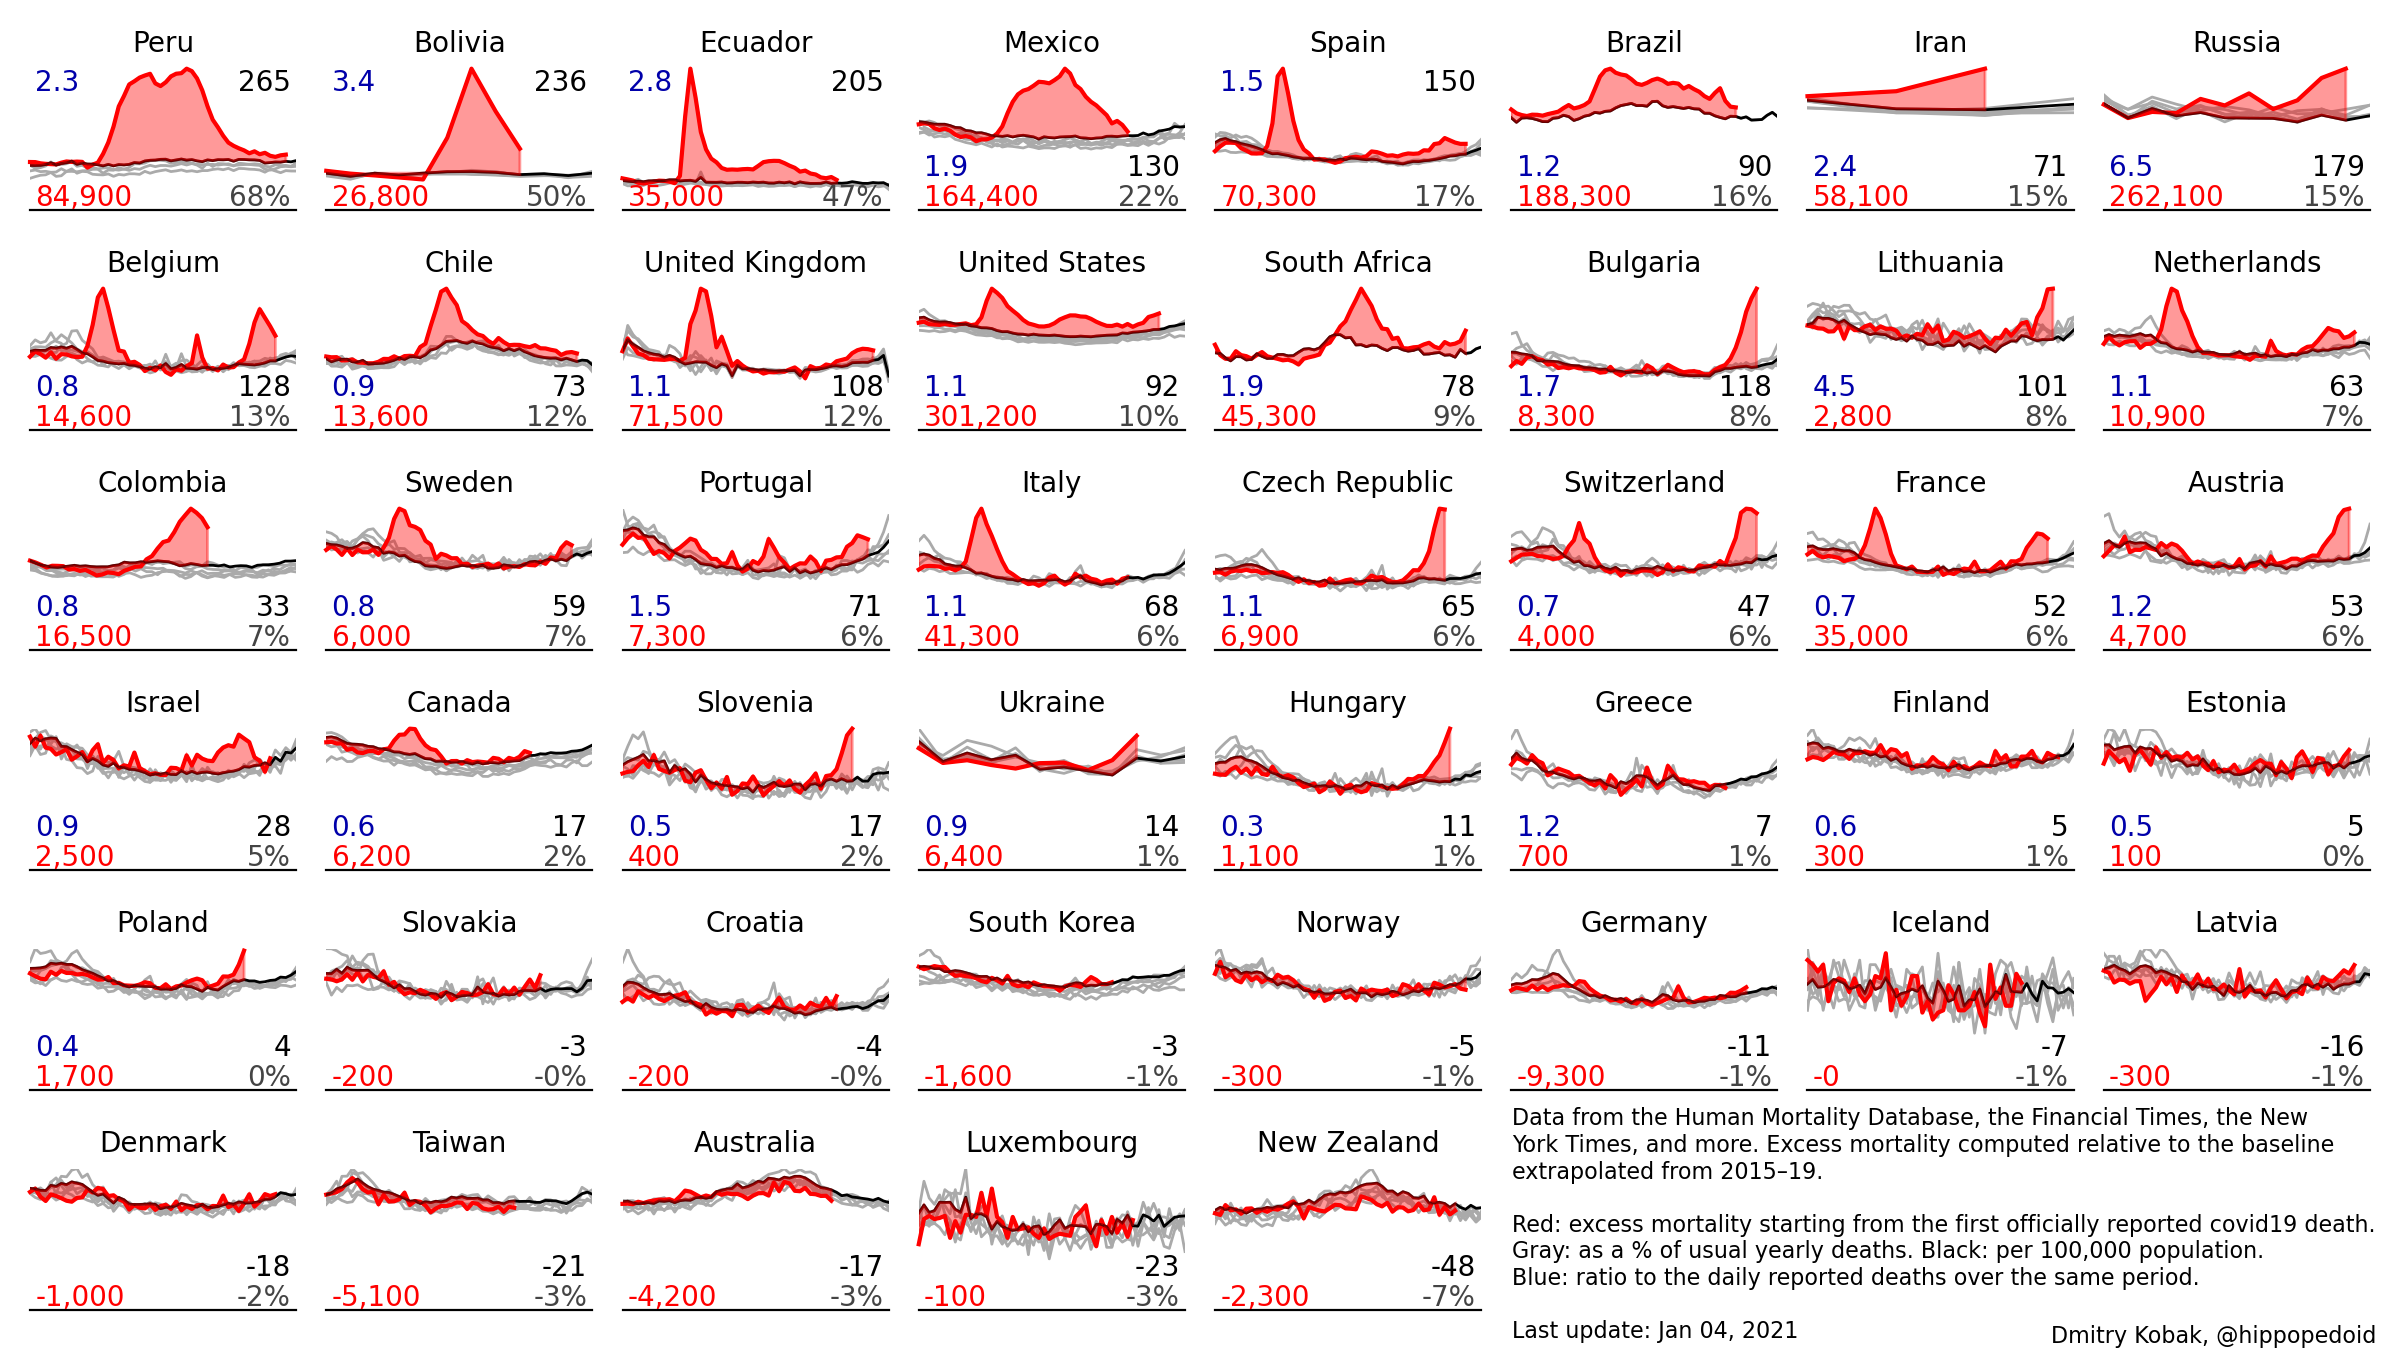 Peru
Bolivia
Ecuador
Mexico
Spain
Brazil
Iran
Russia
2.3 265
3.4 236
2.8 205
1.5 150
1.9 130
1.2 90
2.4 71
6.5 179
84,900 68%
26,800 50%
35,000 47%
164,400 22%
70,300 17%
188,300 16%
58,100 15%
262,100 15%
Belgium
Chile
United Kingdom
United States
South Africa
Bulgaria
Lithuania
Netherlands
0.8 128
0.9 73
1.1 108
1.1 92
1.9 78
1.7 118
4.5 101
1.1 63
14,600 13%
13,600 12%
71,500 12%
301,200 10%
45,300 9%
8,300 8%
2,800 8%
10,900 7%
Colombia
Sweden
Portugal
Italy
Czech Republic
Switzerland
France
Austria
0.8 33
0.8 59
1.5 71
1.1 68
1.1 65
0.7 47
0.7 52
1.2 53
16,500 7%
6,000 7%
7,300 6%
41,300 6%
6,900 6%
4,000 6%
35,000 6%
4,700 6%
Israel
Canada
Slovenia
Ukraine
Hungary
Greece
Finland
Estonia
0.9 28
0.6 17
0.5 17
0.9 14
0.3 11
1.2 7
0.6 5
0.5 5
2,500 5%
6,200 2%
400 2%
6,400 1%
1,100 1%
700 1%
300 1%
100 0%
Poland
Slovakia
Croatia
South Korea
Norway
Germany
Iceland
Latvia
0.4 4
-3
-4
-3
-5
-11
-7
-16
1,700 0%
-200 -0%
-200 -0%
-1,600 -1%
-300 -1%
-9,300 -1%
-0 -1%
-300 -1%
Denmark
Taiwan
Australia
Luxembourg
New Zealand
-18
-21
-17
-23
-48
-1,000 -2%
-5,100 -3%
-4,200 -3%
-100 -3%
-2,300 -7%
Data from the Human Mortality Database, the Financial Times, the New
York Times, and more. Excess mortality computed relative to the baseline
extrapolated from 2015–19.
Red: excess mortality starting from the first officially reported covid19 death.
Gray: as a % of usual yearly deaths. Black: per 100,000 population.
Blue: ratio to the daily reported deaths over the same period.
Last update: Jan 04, 2021
Dmitry Kobak, @hippopedoid